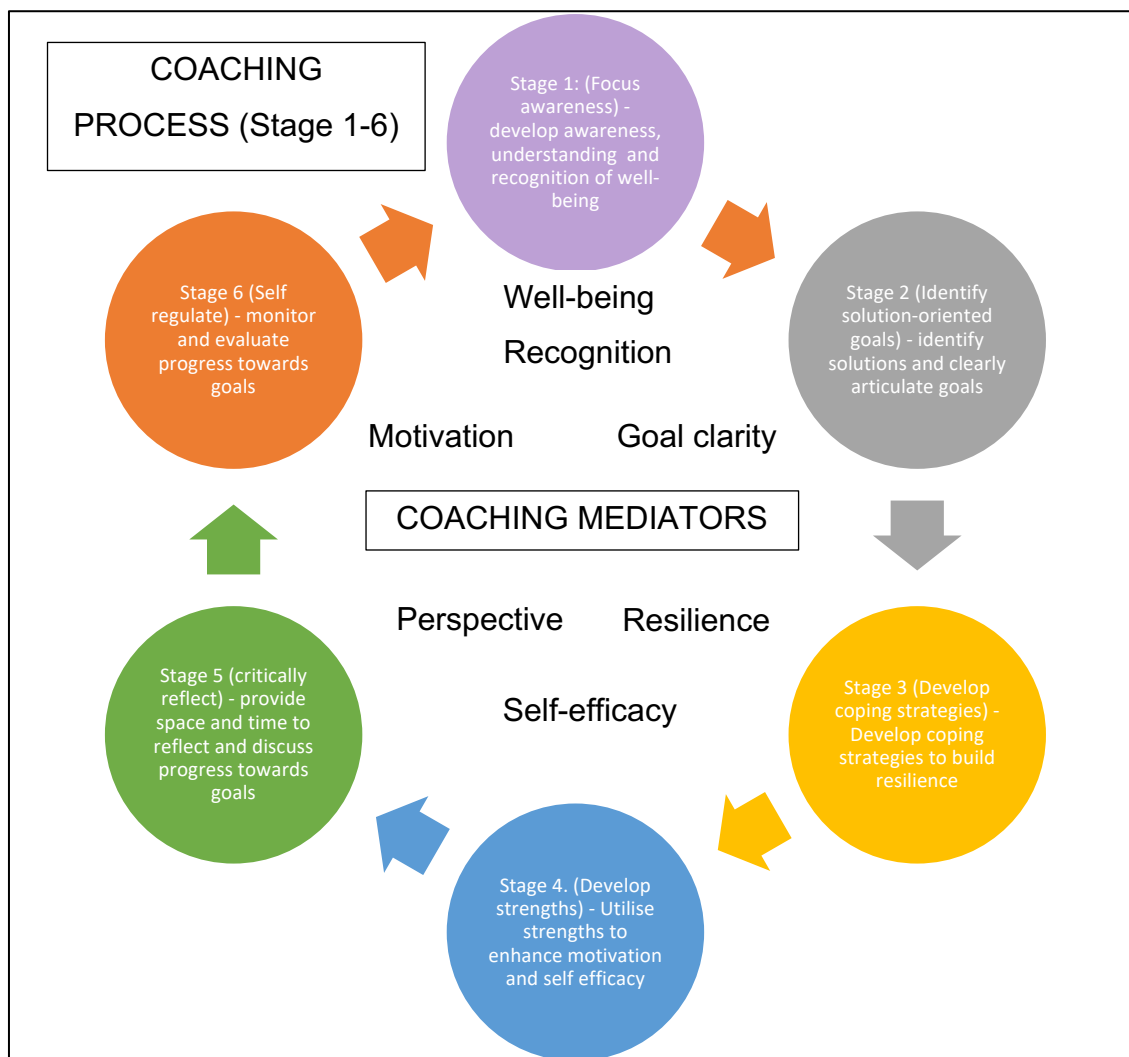 COACHING
PROCESS (Stage 1-6)
Stage 1: (Focus
awareness) -
develop awareness,
understanding and
recognition of well-
being
Stage 2 (Identify
solution-oriented
goals) - identify
solutions and clearly
articulate goals
Stage 3 (Develop
coping strategies) -
Develop coping
strategies to build
resilience
Stage 4. (Develop
strengths) - Utilise
strengths to
enhance motivation
and self efficacy
Stage 5 (critically
reflect) - provide
space and time to
reflect and discuss
progress towards
goals
Stage 6 (Self
regulate) - monitor
and evaluate
progress towards
goals
Well-being
Recognition
Motivation
Goal clarity
COACHING MEDIATORS
Perspective
Resilience
Self-efficacy